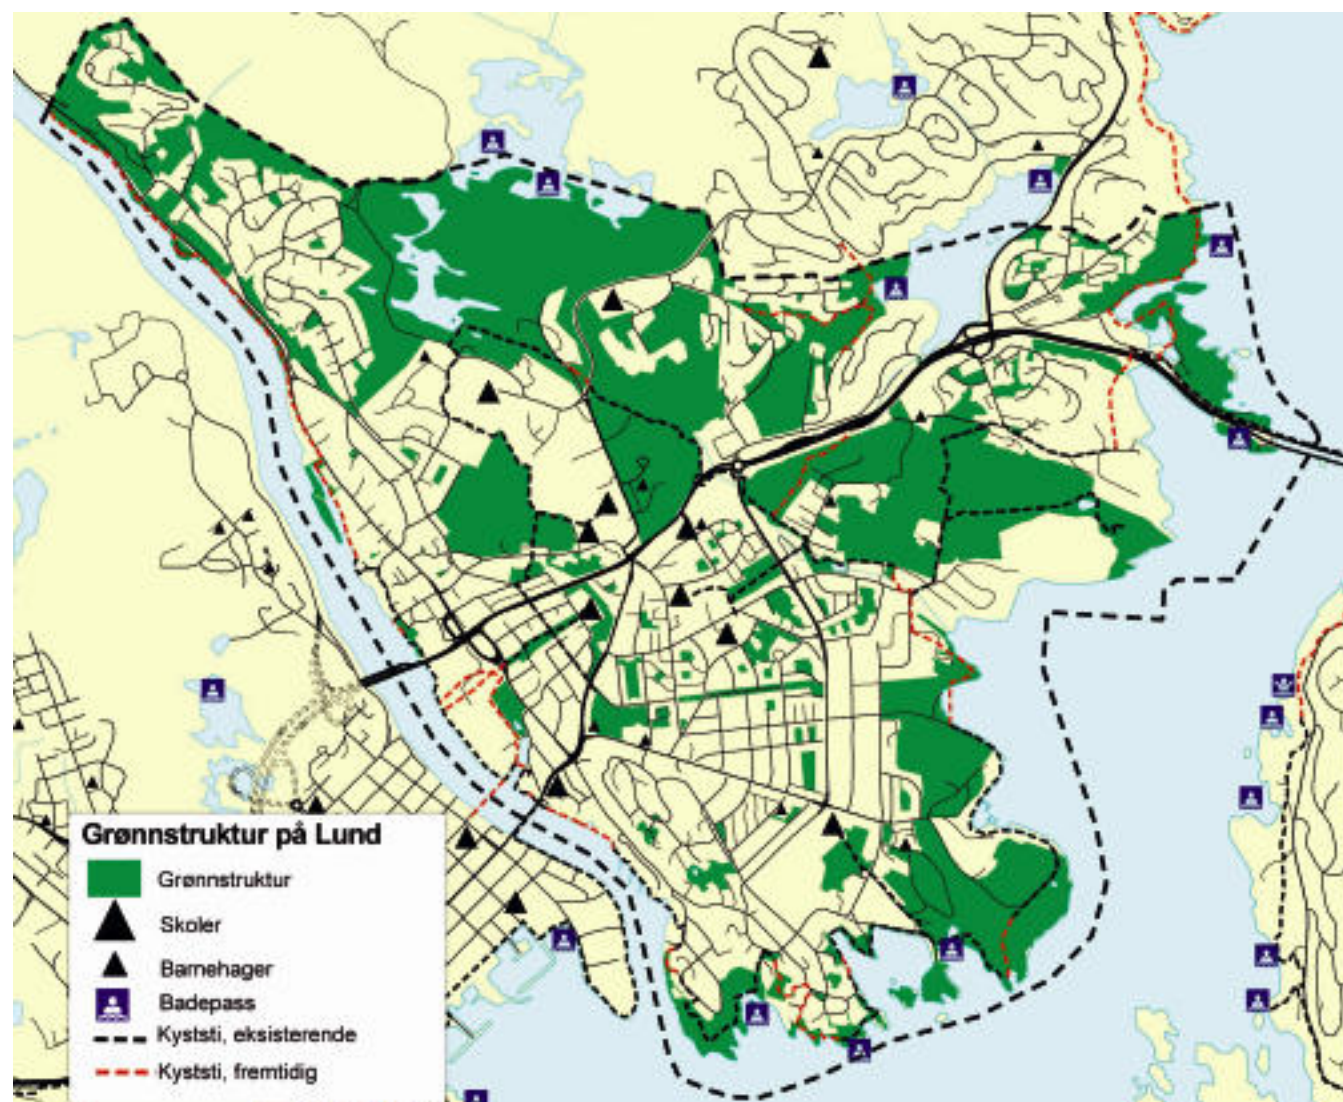 Grønnstruktur på Lund
Grønnstruktur
Skoler
Barnehager
Badepass
Kyststi, eksisterende
Kyststi, fremtidig